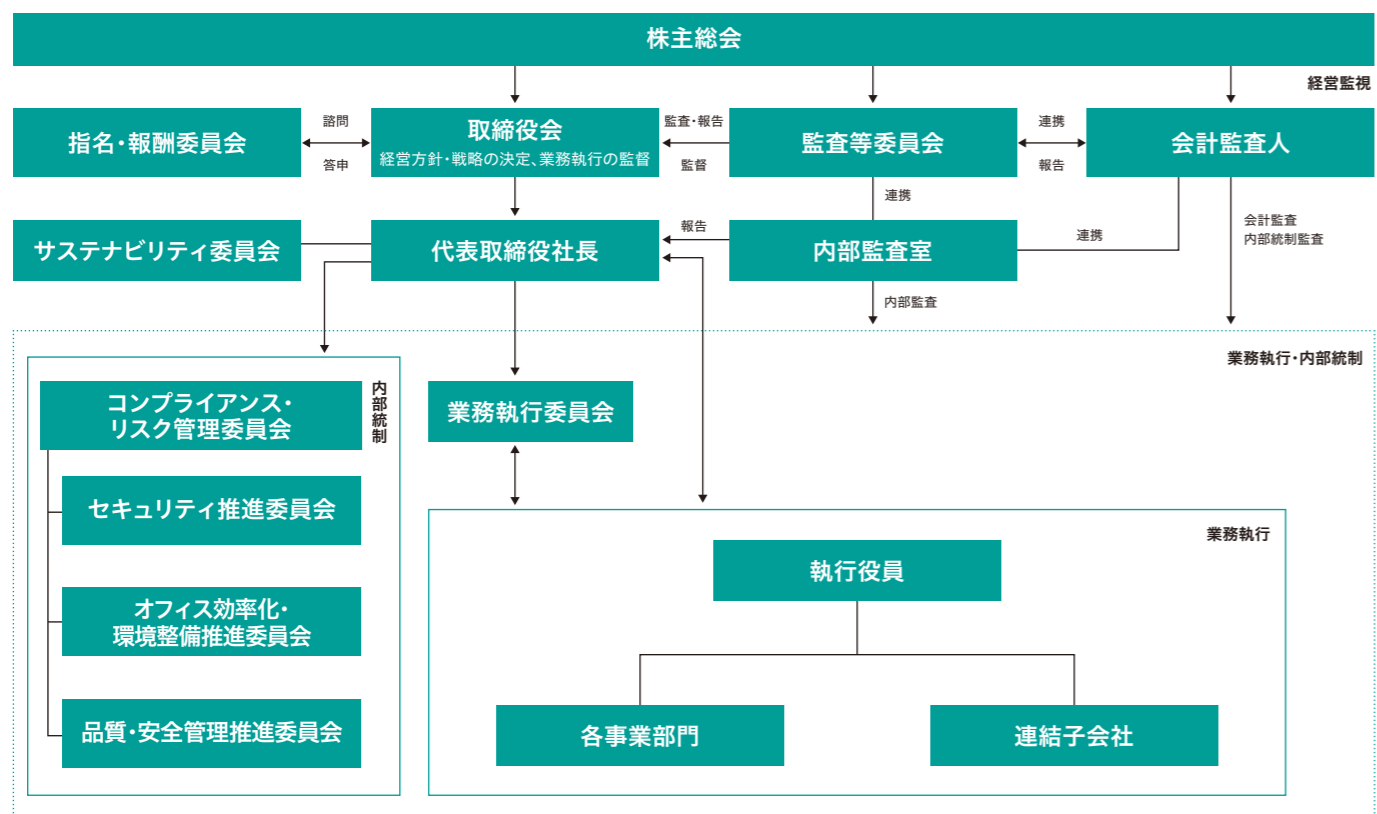 株主総会
経営監視
指名・報酬委員会
諮問
答申
取締役会
経営方針・戦略の決定、業務執行の監督
監査・報告
監督
監査等委員会
連携
報告
会計監査人
連携
会計監査
内部統制監査
サステナビリティ委員会
代表取締役社長
報告
内部監査室
連携
内部監査
業務執行・内部統制
内部統制
コンプライアンス・
リスク管理委員会
セキュリティ推進委員会
オフィス効率化・
環境整備推進委員会
品質・安全管理推進委員会
業務執行委員会
業務執行
執行役員
各事業部門
連結子会社